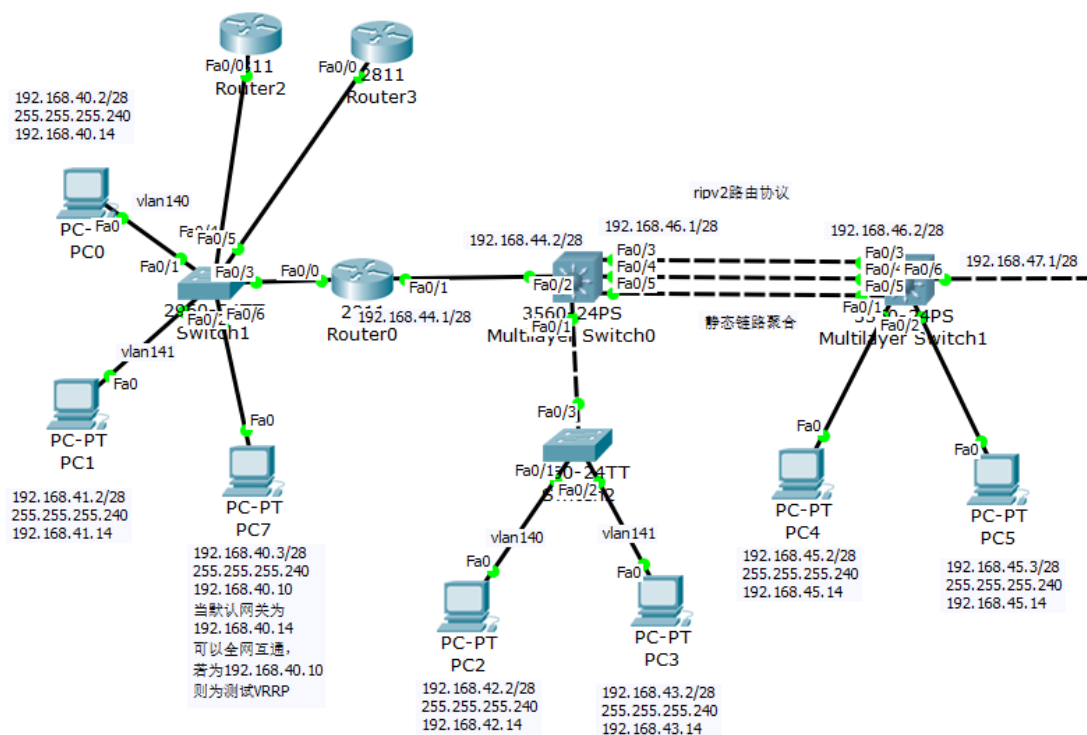 Fa0/0
Router2
Fa0/0
2811
Router3
192.168.40.2/28
255.255.255.240
192.168.40.14
vlan140
Fa0
PC0
Fa0/5
Fa0/1
Fa0/3
Fa0/0
Fa0/1
192.168.44.1/28
Router0
Switch1
Fa0/6
vlan141
Fa0
PC-PT
PC1
192.168.41.2/28
255.255.255.240
192.168.41.14
Fa0
PC-PT
PC7
192.168.40.3/28
255.255.255.240
192.168.40.10
当默认网关为
192.168.40.14
可以全网互通,
若为192.168.40.10
则为测试VRRP
ripv2路由协议
192.168.46.1/28
192.168.44.2/28
Fa0/3
Fa0/4
Fa0/5
Fa0/2
Fa0/1
3560-24PS
Multilayer Switch0
静态链路聚合
192.168.46.2/28
Fa0/3
Fa0/6
Fa0/5
Fa0/1
Fa0/2
192.168.47.1/28
Multilayer Switch1
Fa0/3
Fa0/1
Fa0/2
vlan140
vlan141
Fa0
PC-PT
PC2
192.168.42.2/28
255.255.255.240
192.168.42.14
Fa0
PC-PT
PC3
192.168.43.2/28
255.255.255.240
192.168.43.14
Fa0
PC-PT
PC4
192.168.45.2/28
255.255.255.240
192.168.45.14
Fa0
PC-PT
PC5
192.168.45.3/28
255.255.255.240
192.168.45.14